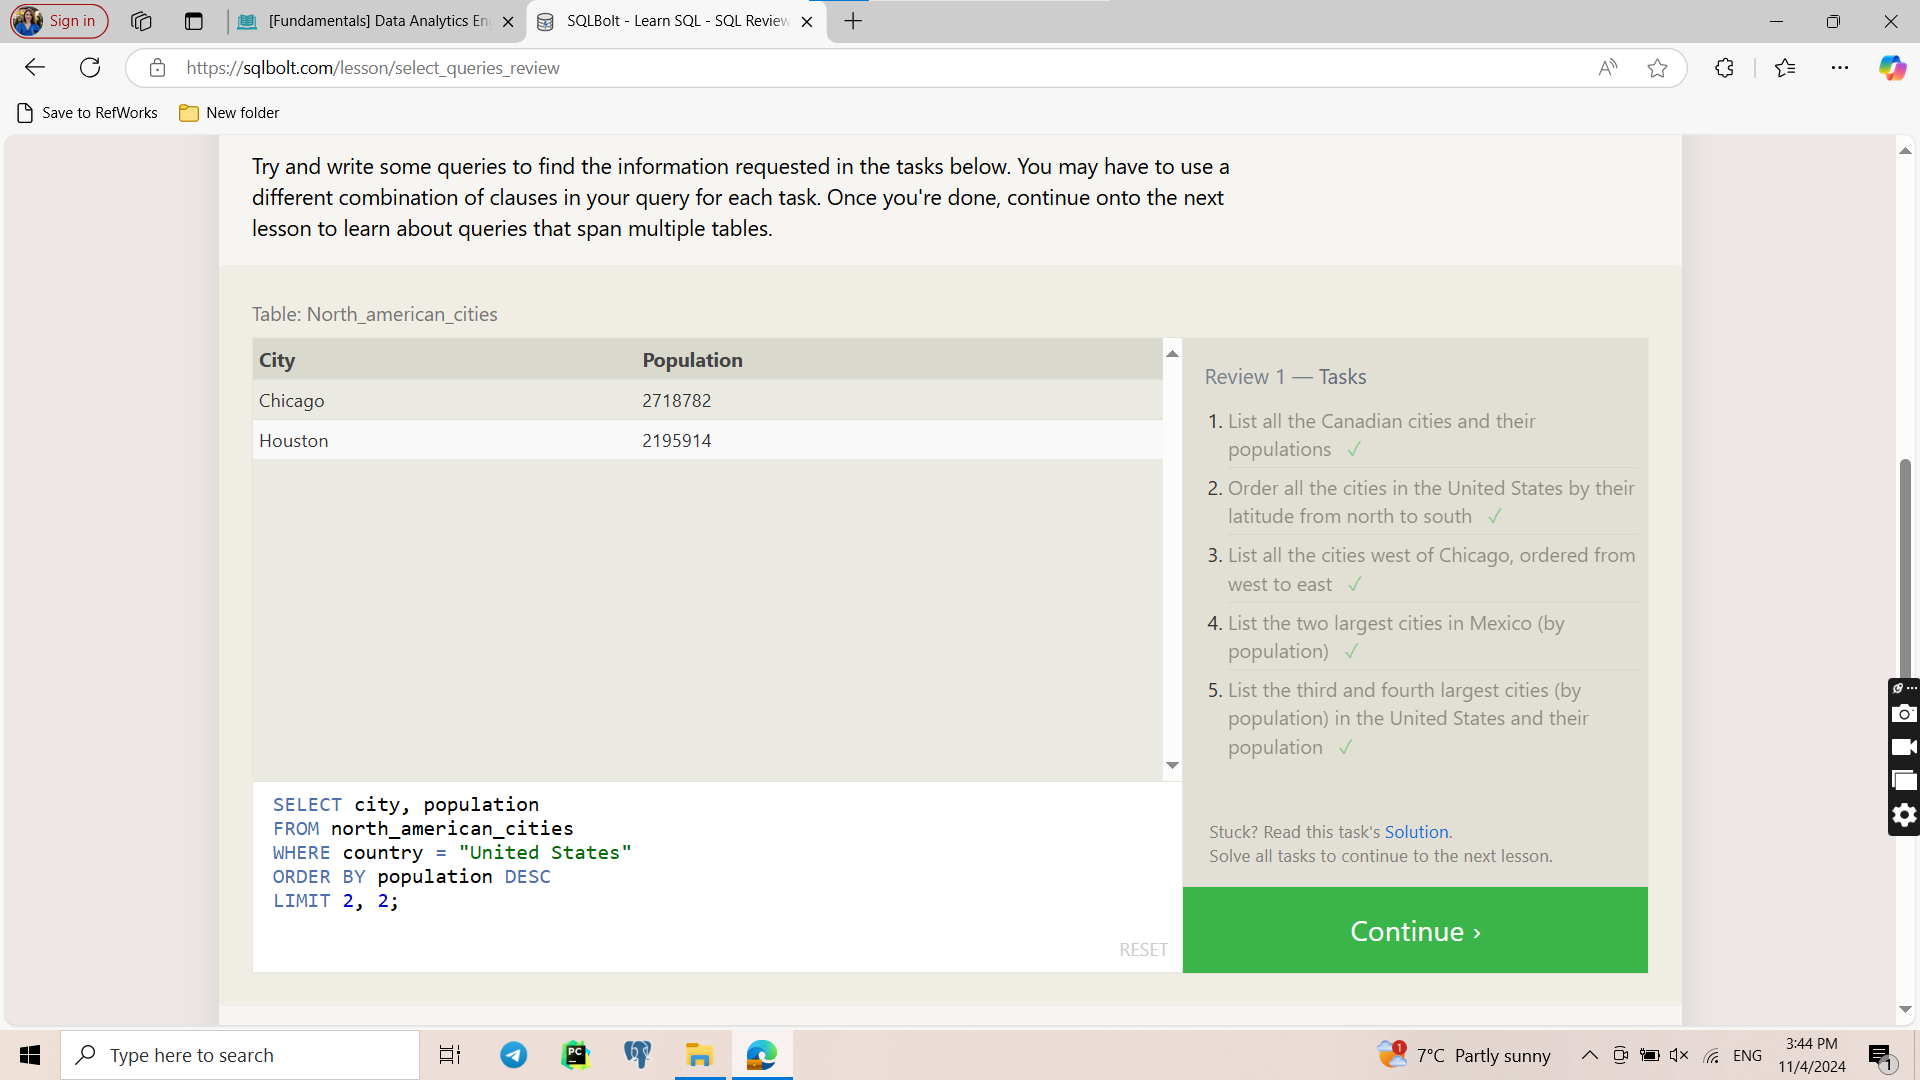 Sign in
[Fundamentals] Data Analytics En
SQLBolt - Learn SQL - SQL Review
https://sqlbolt.com/lesson/select_queries_review
Save to RefWorks
New folder
Try and write some queries to find the information requested in the tasks below. You may have to use a
different combination of clauses in your query for each task. Once you're done, continue onto the next
lesson to learn about queries that span multiple tables.
Table: North_american_cities
City Population
Chicago 2718782
Houston 2195914
SELECT city, population
FROM north_american_cities
WHERE country = "United States"
ORDER BY population DESC
LIMIT 2, 2;
RESET
Review 1 — Tasks
1. List all the Canadian cities and their
populations ✓
2. Order all the cities in the United States by their
latitude from north to south ✓
3. List all the cities west of Chicago, ordered from
west to east ✓
4. List the two largest cities in Mexico (by
population) ✓
5. List the third and fourth largest cities (by
population) in the United States and their
population ✓
Stuck? Read this task's Solution.
Solve all tasks to continue to the next lesson.
Continue ›
Type here to search
PC
1
7°C Partly sunny
ENG
3:44 PM
11/4/2024
1